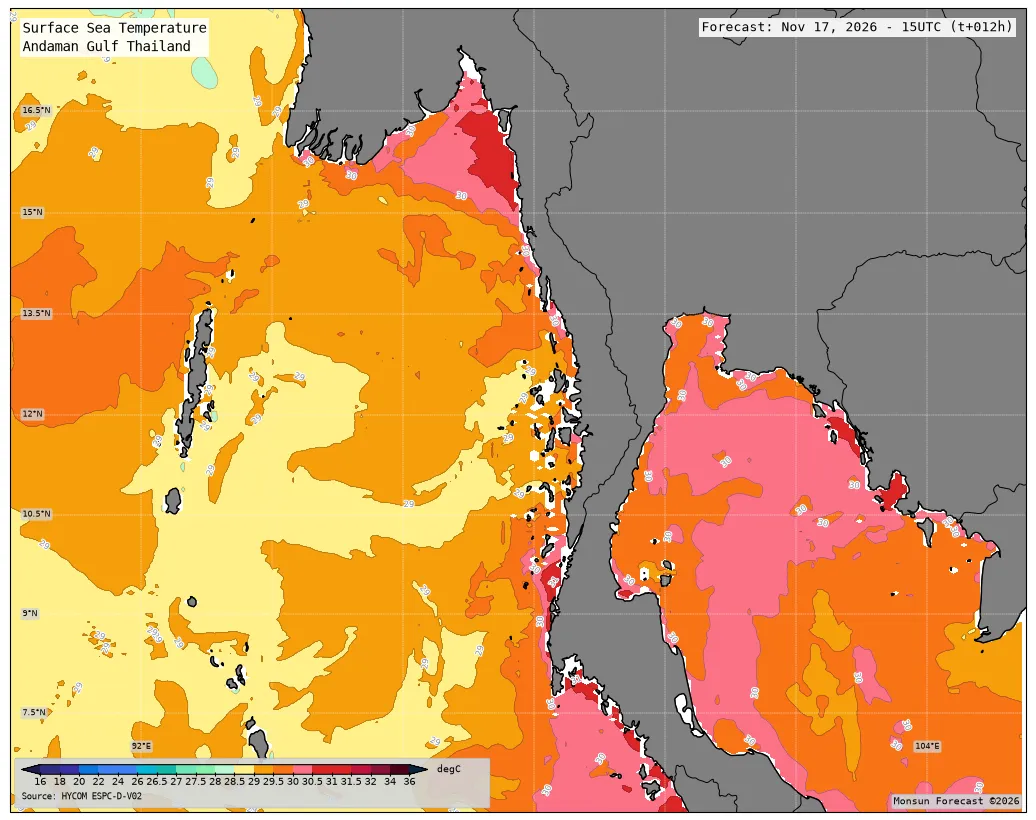 Surface Sea Temperature
Andaman Gulf Thailand
Forecast: Nov 17, 2026 - 15UTC (t+012h)
16.5°N
15°N
13.5°N
12°N
10.5°N
9°N
7.5°N
92°E
104°E
degC
16 18 20 22 24 26 26.5 27 27.5 28 28.5 29 29.5 30 30.5 31 31.5 32 34 36
Source: HYCOM ESPC-D-V02
Monsun Forecast ©2026